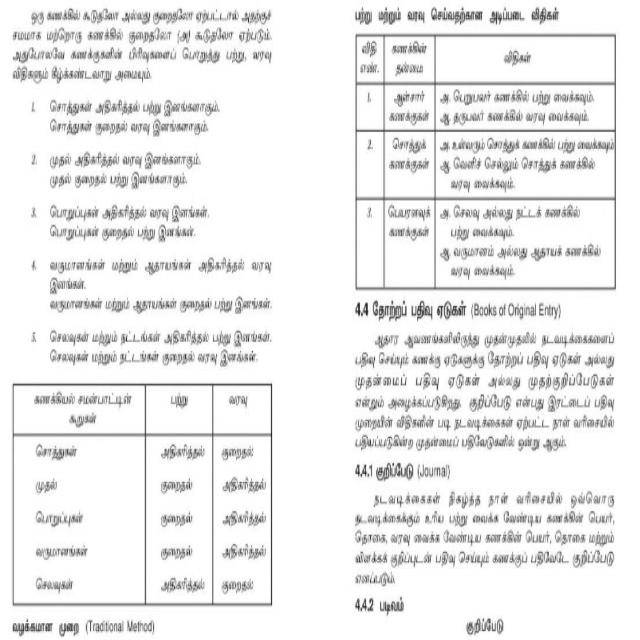 ஒரு கணக்கில் கூடுதலோ அல்லது குறைதலோ ஏற்பட்டால் அதற்குச்
சமமாக மற்றொரு கணக்கில் குறைதலோ (அ) கூடுதலோ ஏற்படும்.
அதுபோலவே கணக்குகளின் பிரிவுகளைப் பொறுத்து பற்று, வரவு
விதிகளும் கீழ்க்கண்டவாறு அமையும்.
1. சொத்துகள் அதிகரித்தல் பற்று இனங்களாகும்.
சொத்துகள் குறைதல் வரவு இனங்களாகும்.
2. முதல் அதிகரித்தல் வரவு இனங்களாகும்.
முதல் குறைதல் பற்று இனங்களாகும்.
3. பொறுப்புகள் அதிகரித்தல் வரவு இனங்கள்.
பொறுப்புகள் குறைதல் பற்று இனங்கள்.
4. வருமானங்கள் மற்றும் ஆதாயங்கள் அதிகரித்தல் வரவு
இனங்கள்.
வருமானங்கள் மற்றும் ஆதாயங்கள் குறைதல் பற்று இனங்கள்.
5. செலவுகள் மற்றும் நட்டங்கள் அதிகரித்தல் பற்று இனங்கள்.
செலவுகள் மற்றும் நட்டங்கள் குறைதல் வரவு இனங்கள்.
கணக்கியல் சமன்பாட்டின் கூறுகள் பற்று வரவு
சொத்துகள் அதிகரித்தல் குறைதல்
முதல் குறைதல் அதிகரித்தல்
பொறுப்புகள் குறைதல் அதிகரித்தல்
வருமானங்கள் குறைதல் அதிகரித்தல்
செலவுகள் அதிகரித்தல் குறைதல்
வழக்கமான முறை (Traditional Method)
பற்று மற்றும் வரவு செய்வதற்கான அடிப்படை விதிகள்
விதி எண். கணக்கின் தன்மை விதிகள்
1. ஆள்சார் கணக்குகள் அ. பெறுபவர் கணக்கில் பற்று வைக்கவும்.
ஆ. தருபவர் கணக்கில் வரவு வைக்கவும்.
2. சொத்துக் கணக்குகள் அ. உள்வரும் சொத்துக் கணக்கில் பற்று வைக்கவும்
ஆ. வெளிச் செல்லும் சொத்துக் கணக்கில்
வரவு வைக்கவும்.
3. பெயரளவுக் கணக்குகள் அ. செலவு அல்லது நட்டக் கணக்கில்
பற்று வைக்கவும்.
ஆ. வருமானம் அல்லது ஆதாயக் கணக்கில்
வரவு வைக்கவும்.
4.4 தோற்றப் பதிவு ஏடுகள் (Books of Original Entry)
ஆதார ஆவணங்களிலிருந்து முதன்முதலில் நடவடிக்கைகளைப்
பதிவு செய்யும் கணக்கு ஏடுகளுக்கு தோற்றப் பதிவு ஏடுகள் அல்லது
முதன்மைப் பதிவு ஏடுகள் அல்லது முதற்குறிப்பேடுகள்
என்றும் அழைக்கப்படுகிறது. குறிப்பேடு என்பது இரட்டைப் பதிவு
முறையின் விதிகளின் படி நடவடிக்கைகள் ஏற்பட்ட நாள் வரிசையில்
பதியப்படுகின்ற முதன்மைப் பதிவேடுகளில் ஒன்று ஆகும்.
4.4.1 குறிப்பேடு (Journal)
நடவடிக்கைகள் நிகழ்ந்த நாள் வரிசையில் ஒவ்வொரு
நடவடிக்கைக்கும் உரிய பற்று வைக்க வேண்டிய கணக்கின் பெயர்,
தொகை, வரவு வைக்க வேண்டிய கணக்கின் பெயர், தொகை மற்றும்
விளக்கக் குறிப்புடன் பதிவு செய்யும் கணக்குப் பதிவேடே குறிப்பேடு
எனப்படும்.
4.4.2 படிவம்
குறிப்பேடு